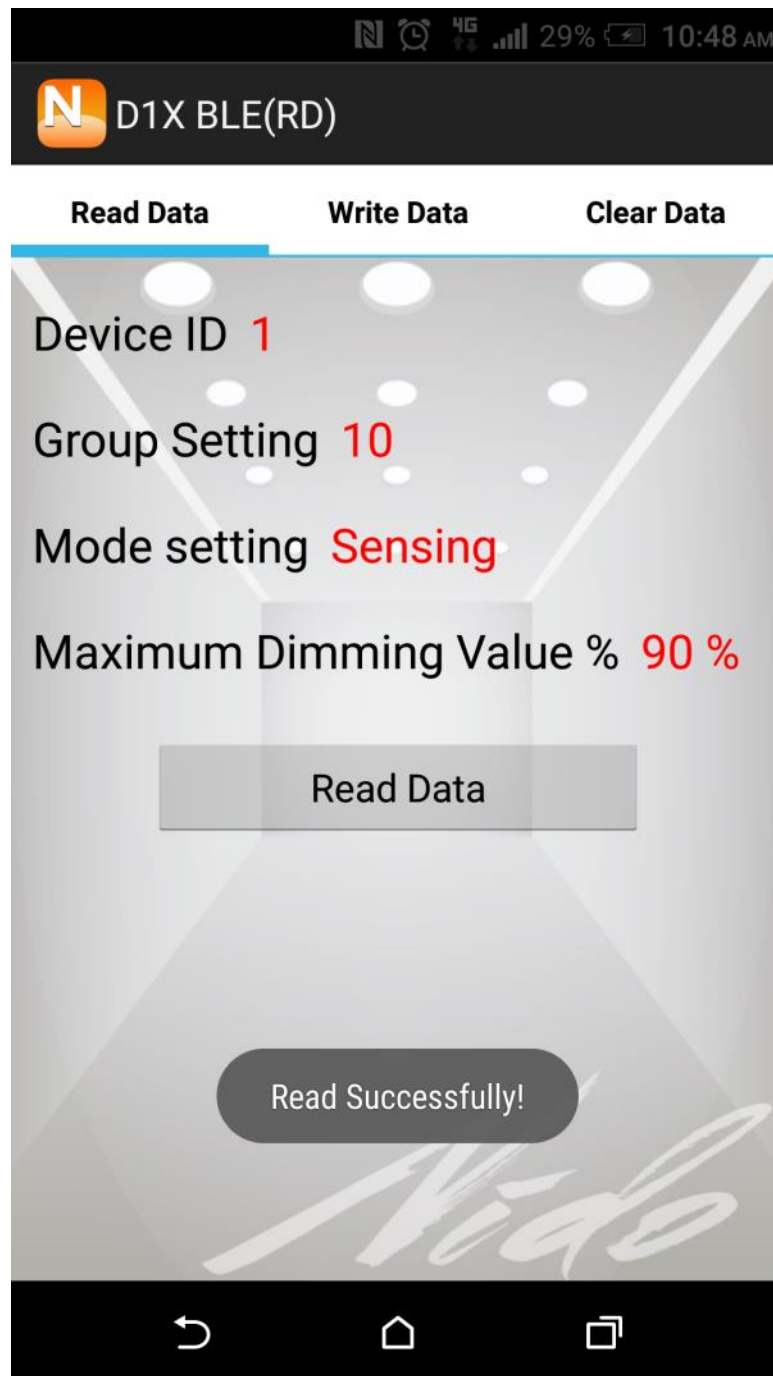 4G 29% 10:48 AM
N D1X BLE(RD)
Read Data Write Data Clear Data
Device ID 1
Group Setting 10
Mode setting Sensing
Maximum Dimming Value % 90 %
Read Data
Read Successfully!
Nido